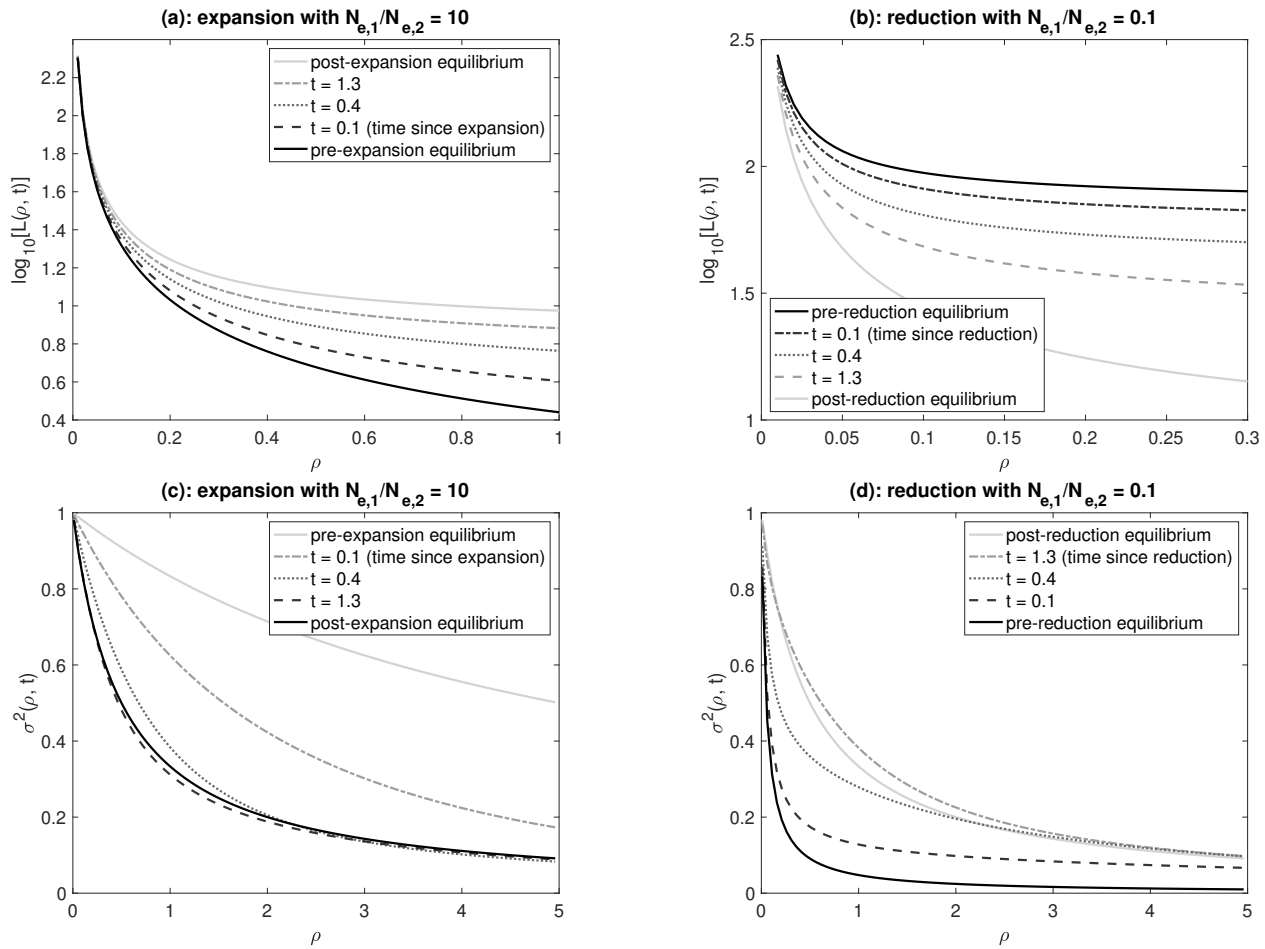 (a): expansion with N_{e,1}/N_{e,2} = 10
log_{10}[L(ρ, t)]
2.2
2
1.8
1.6
1.4
1.2
1
0.8
0.6
0.4
post-expansion equilibrium
t = 1.3
t = 0.4
t = 0.1 (time since expansion)
pre-expansion equilibrium
0 0.2 0.4 0.6 0.8 1
ρ
(b): reduction with N_{e,1}/N_{e,2} = 0.1
log_{10}[L(ρ, t)]
2.5
2
1.5
1
pre-reduction equilibrium
t = 0.1 (time since reduction)
t = 0.4
t = 1.3
post-reduction equilibrium
0 0.05 0.1 0.15 0.2 0.25 0.3
ρ
(c): expansion with N_{e,1}/N_{e,2} = 10
σ^2(ρ, t)
1
0.8
0.6
0.4
0.2
0
pre-expansion equilibrium
t = 0.1 (time since expansion)
t = 0.4
t = 1.3
post-expansion equilibrium
0 1 2 3 4 5
ρ
(d): reduction with N_{e,1}/N_{e,2} = 0.1
σ^2(ρ, t)
1
0.8
0.6
0.4
0.2
0
post-reduction equilibrium
t = 1.3 (time since reduction)
t = 0.4
t = 0.1
pre-reduction equilibrium
0 1 2 3 4 5
ρ